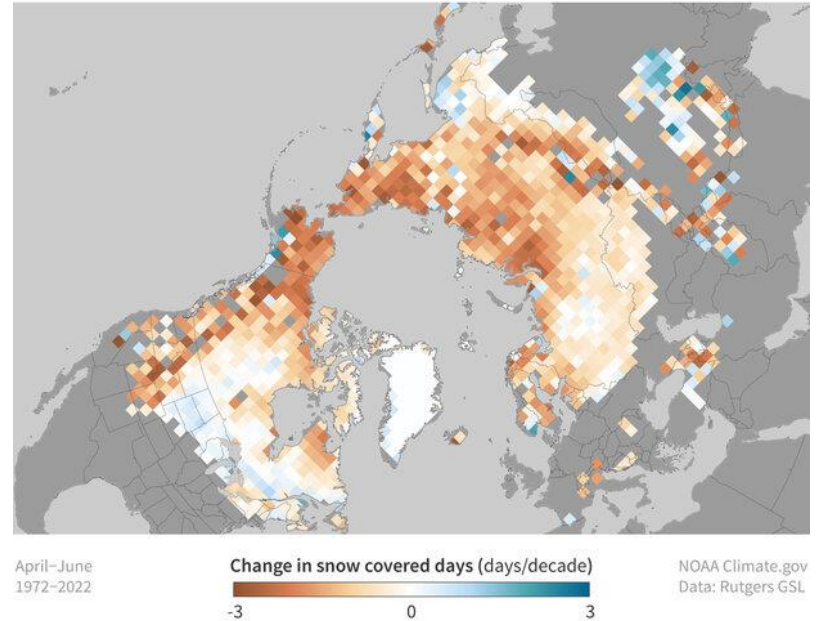 April–June
1972–2022
Change in snow covered days (days/decade)
-3
0
3
NOAA Climate.gov
Data: Rutgers GSL